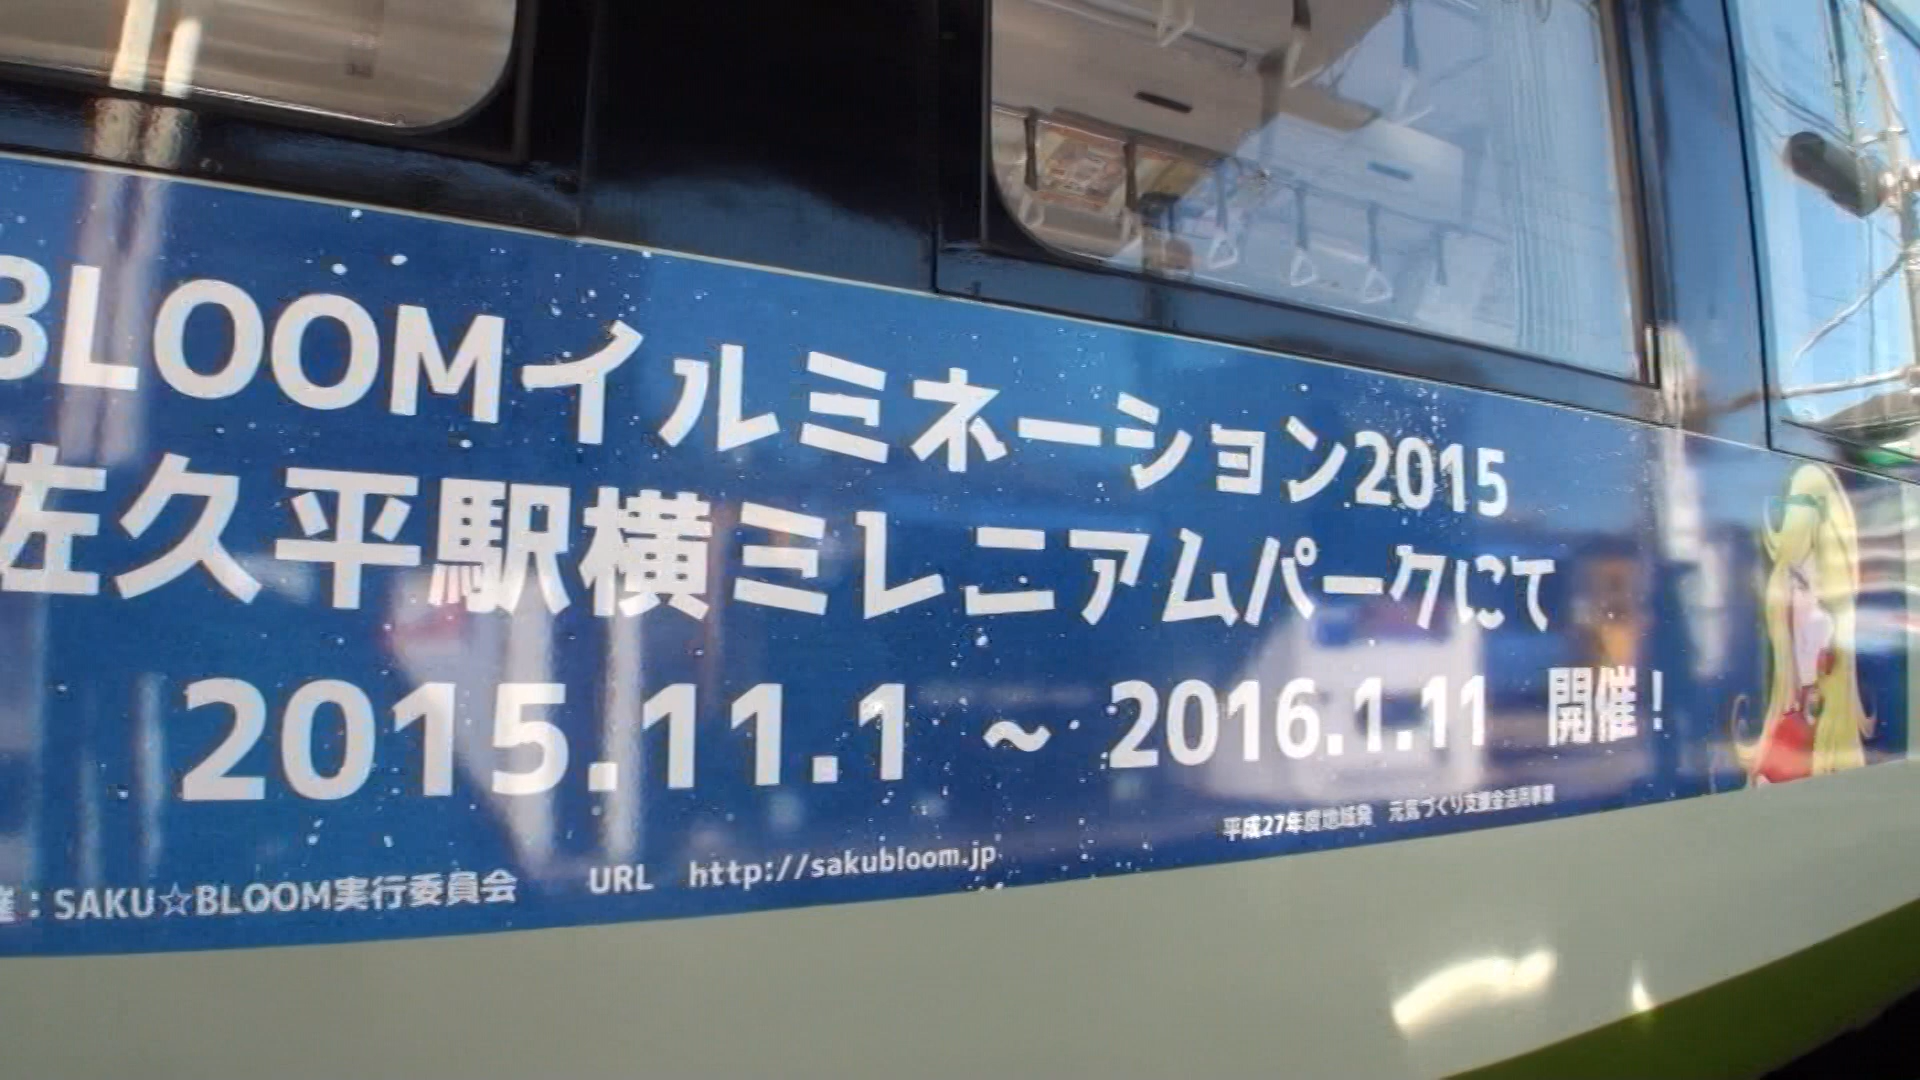 BLOOMイルミネーション2015
佐久平駅横ミレニアムパークにて
2015.11.1 ～ 2016.1.11 開催！
平成27年度地域発 元気づくり支援金活用事業
催：SAKU☆BLOOM実行委員会 URL http://sakubloom.jp